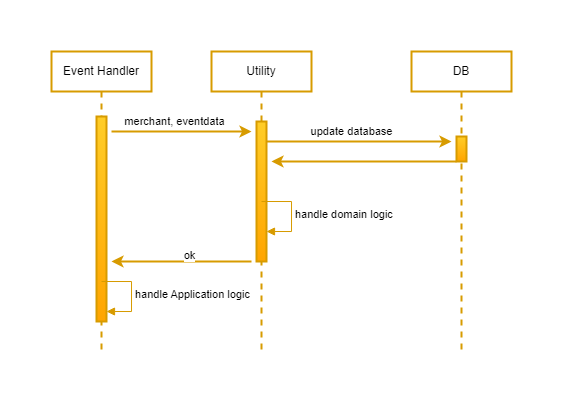 Event Handler
Utility
DB
merchant, eventdata
update database
handle domain logic
ok
handle Application logic